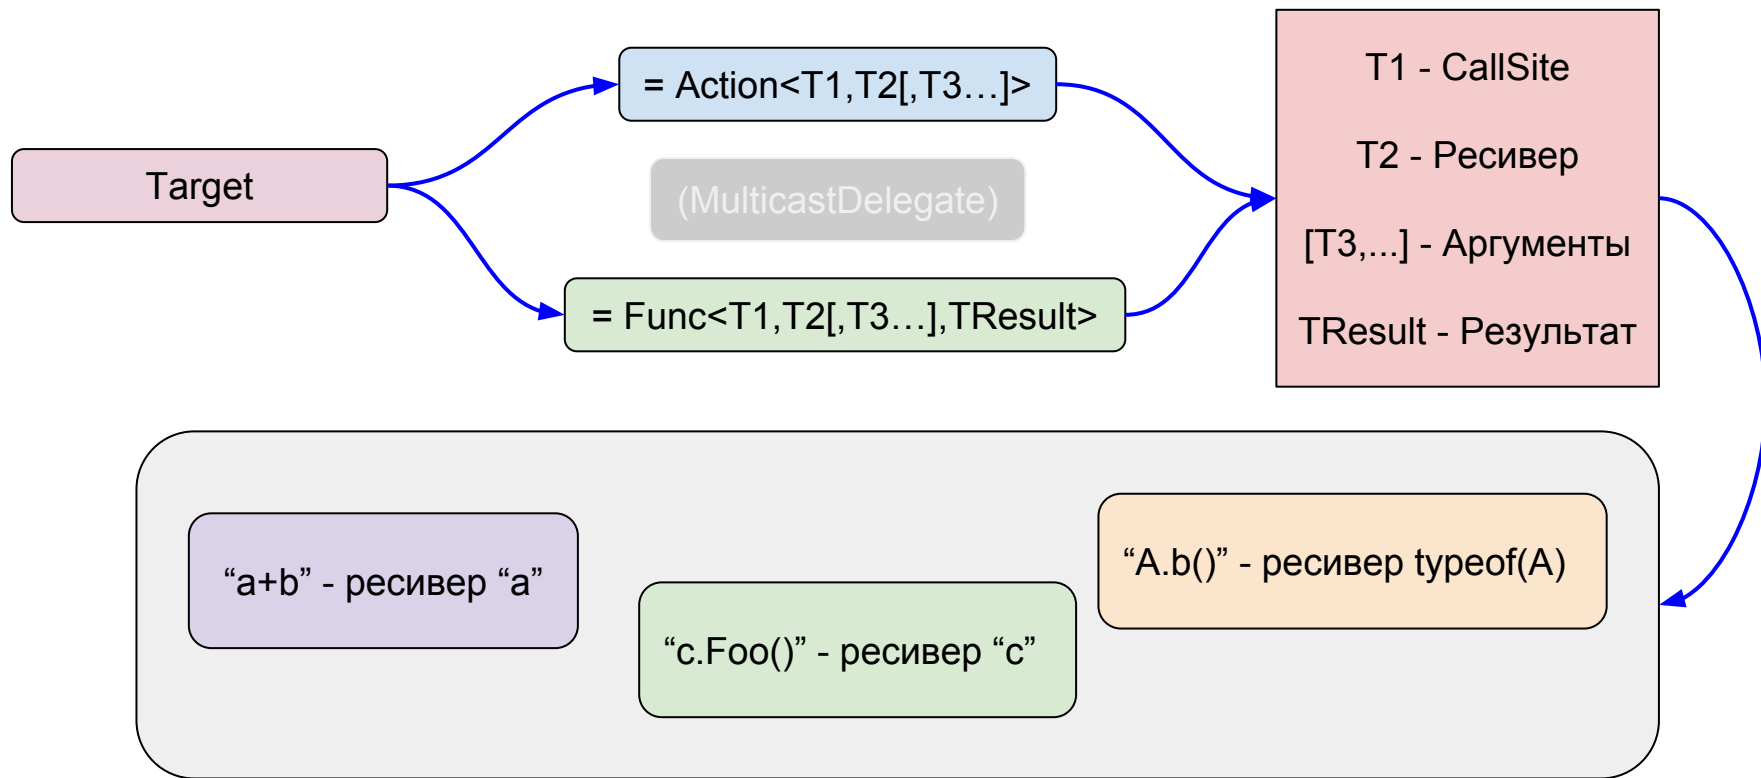 Target
= Action<T1,T2[,T3…]>
(MulticastDelegate)
= Func<T1,T2[,T3…],TResult>
T1 - CallSite
T2 - Ресивер
[T3,...] - Аргументы
TResult - Результат
“a+b” - ресивер “a”
“c.Foo()” - ресивер “c”
“A.b()” - ресивер typeof(A)